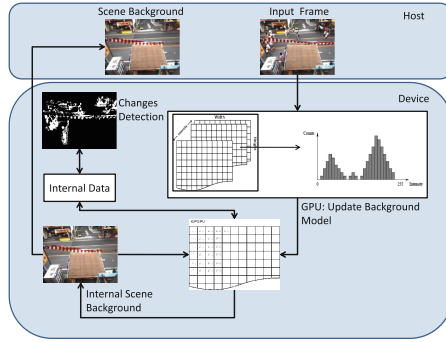 Scene Background
Input Frame
Host
Changes
Detection
Device
Width
Height
Count
0
255
Intensity
Internal Data
GPU: Update Background
Model
Internal Scene
Background